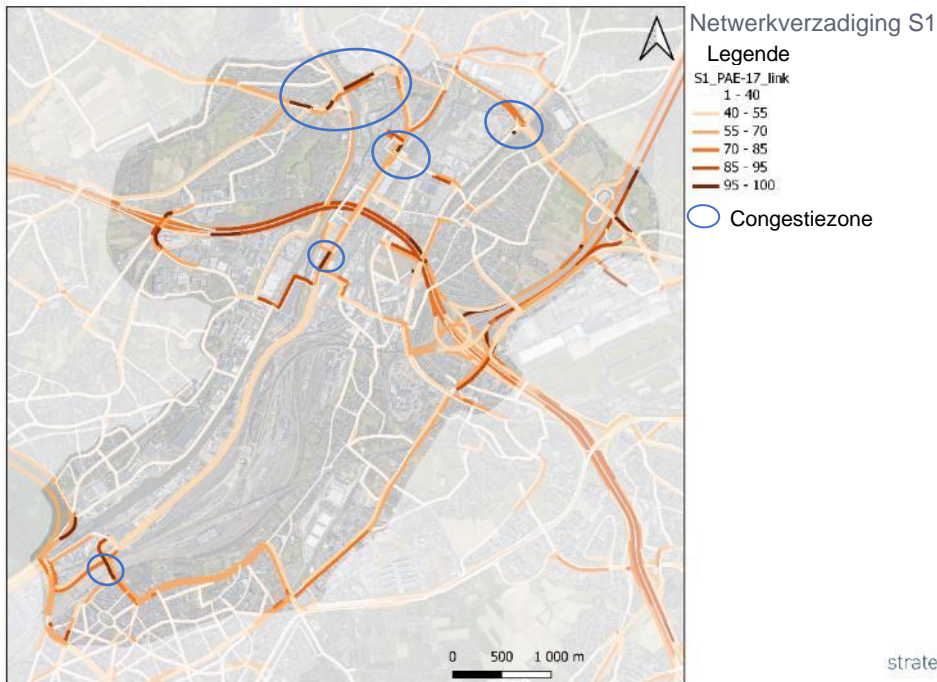 Netwerkverzadiging S1
Legende
S1_PAE-17_link
1 - 40
40 - 55
55 - 70
70 - 85
85 - 95
95 - 100
Congestiezone
0 500 1 000 m
strate